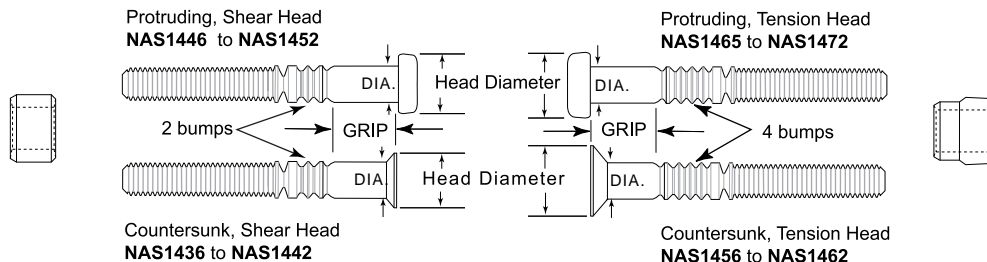 Protruding, Shear Head
NAS1446 to NAS1452
Protruding, Tension Head
NAS1465 to NAS1472
DIA.
Head Diameter
DIA.
2 bumps
GRIP
GRIP
4 bumps
DIA.
Head Diameter
DIA.
Countersunk, Shear Head
NAS1436 to NAS1442
Countersunk, Tension Head
NAS1456 to NAS1462